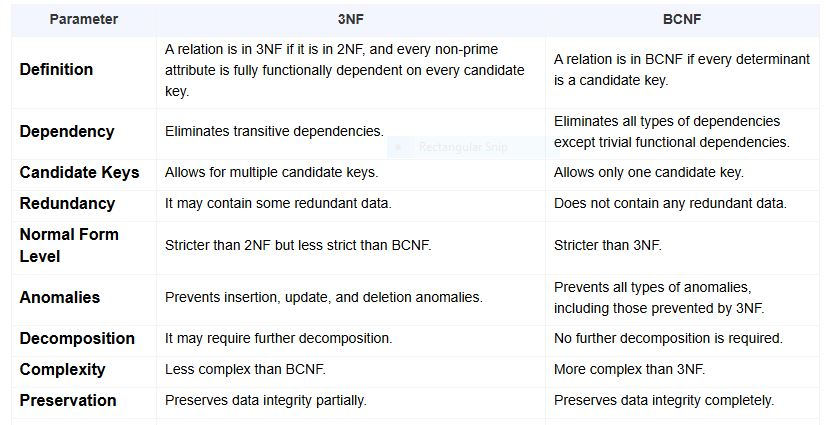 Parameter 3NF BCNF
A relation is in 3NF if it is in 2NF, and every non-prime
Definition attribute is fully functionally dependent on every candidate key.
A relation is in BCNF if every determinant
is a candidate key.
Dependency Eliminates transitive dependencies.
Eliminates all types of dependencies
except trivial functional dependencies.
Rectangular Snip
Candidate Keys Allows for multiple candidate keys. Allows only one candidate key.
Redundancy It may contain some redundant data. Does not contain any redundant data.
Normal Form
Level Stricter than 2NF but less strict than BCNF. Stricter than 3NF.
Anomalies Prevents insertion, update, and deletion anomalies.
Prevents all types of anomalies,
including those prevented by 3NF.
Decomposition It may require further decomposition. No further decomposition is required.
Complexity Less complex than BCNF. More complex than 3NF.
Preservation Preserves data integrity partially. Preserves data integrity completely.